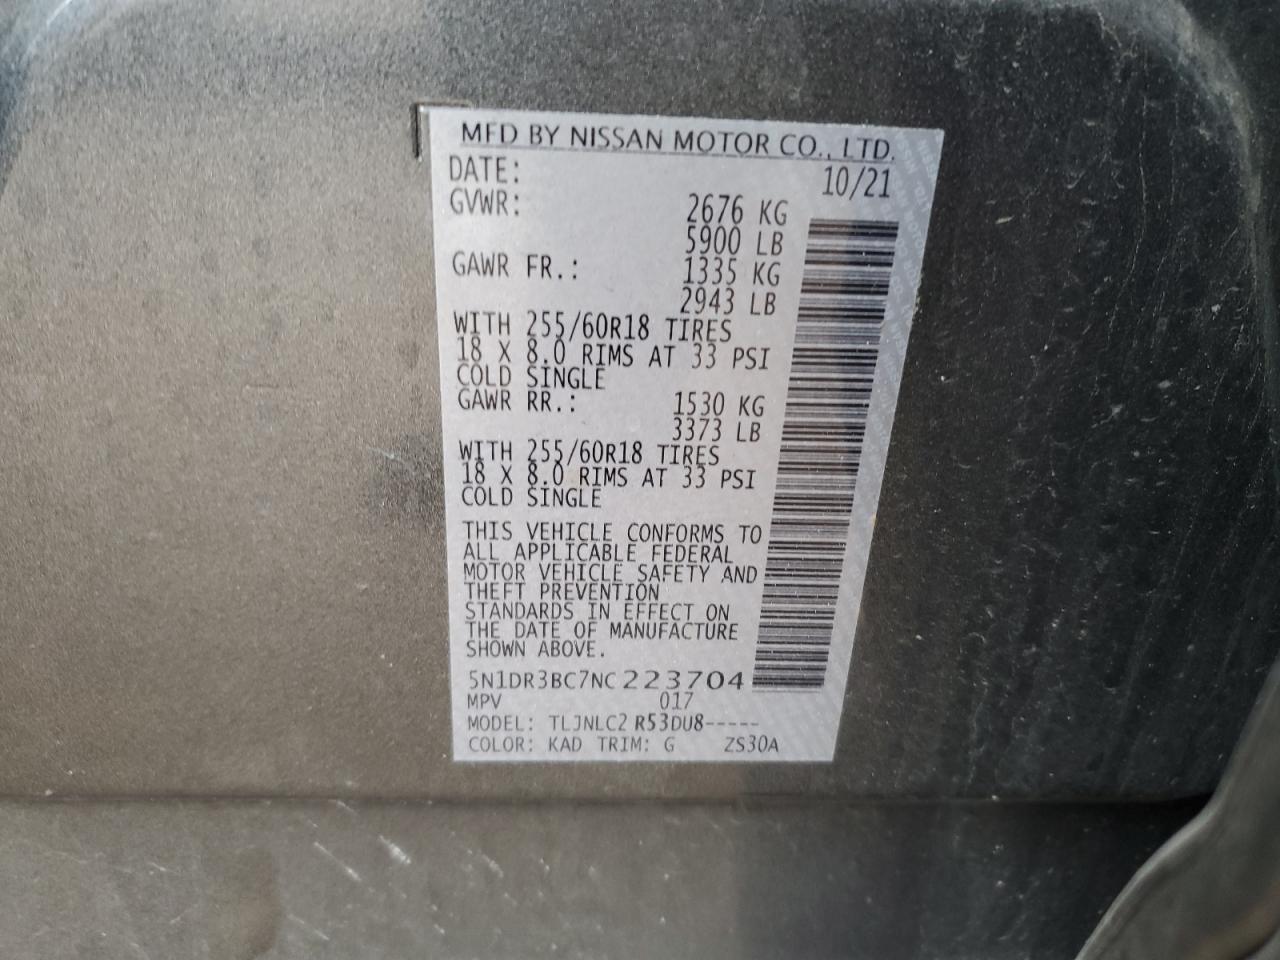 MFD BY NISSAN MOTOR CO., LTD.
DATE: 10/21
GVWR: 2676 KG
5900 LB
GAWR FR.: 1335 KG
2943 LB
WITH 255/60R18 TIRES
18 X 8.0 RIMS AT 33 PSI
COLD SINGLE
GAWR RR.: 1530 KG
3373 LB
WITH 255/60R18 TIRES
18 X 8.0 RIMS AT 33 PSI
COLD SINGLE
THIS VEHICLE CONFORMS TO
ALL APPLICABLE FEDERAL
MOTOR VEHICLE SAFETY AND
THEFT PREVENTION
STANDARDS IN EFFECT ON
THE DATE OF MANUFACTURE
SHOWN ABOVE.
5N1DR3BC7NC223704
MPV 017
MODEL: TLJNLC2 R53DU8-----
COLOR: KAD TRIM: G ZS30A